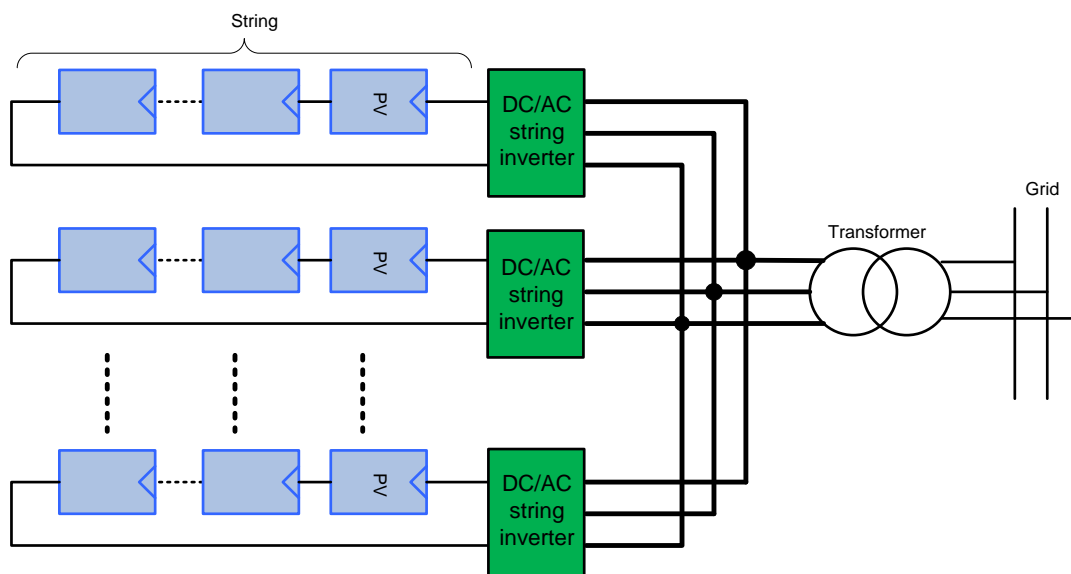 String
PV
DC/AC
string
inverter
Grid
Transformer
PV
DC/AC
string
inverter
PV
DC/AC
string
inverter